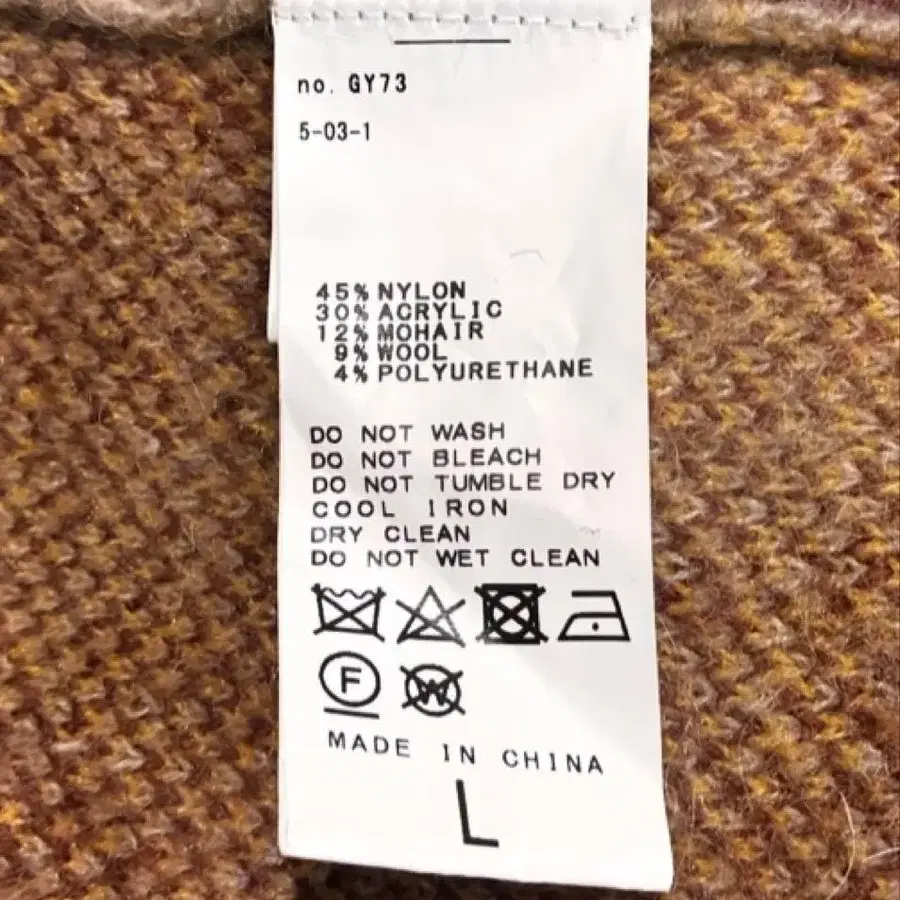 no. GY73
5-03-1
45% NYLON
30% ACRYLIC
12% MOHAIR
9% WOOL
4% POLYURETHANE
DO NOT WASH
DO NOT BLEACH
DO NOT TUMBLE DRY
COOL IRON
DRY CLEAN
DO NOT WET CLEAN
F W
MADE IN CHINA
L